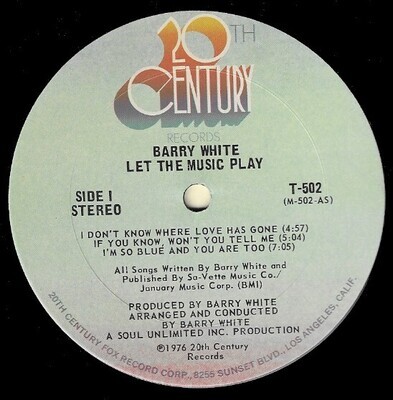 20TH
CENTURY
RECORDS
BARRY WHITE
LET THE MUSIC PLAY
SIDE I
STEREO
T-502
(M-502-AS)
I DON'T KNOW WHERE LOVE HAS GONE (4:57)
IF YOU KNOW, WON'T YOU TELL ME (5:04)
I'M SO BLUE AND YOU ARE TOO (7:05)
All Songs Written By Barry White and
Published By Sa-Vette Music Co./
January Music Corp. (BMI)
PRODUCED BY BARRY WHITE
ARRANGED AND CONDUCTED
BY BARRY WHITE
A SOUL UNLIMITED INC. PRODUCTION
℗1976 20th Century
Records
20TH CENTURY FOX RECORD CORP., 8255 SUNSET BLVD., LOS ANGELES, CALIF.